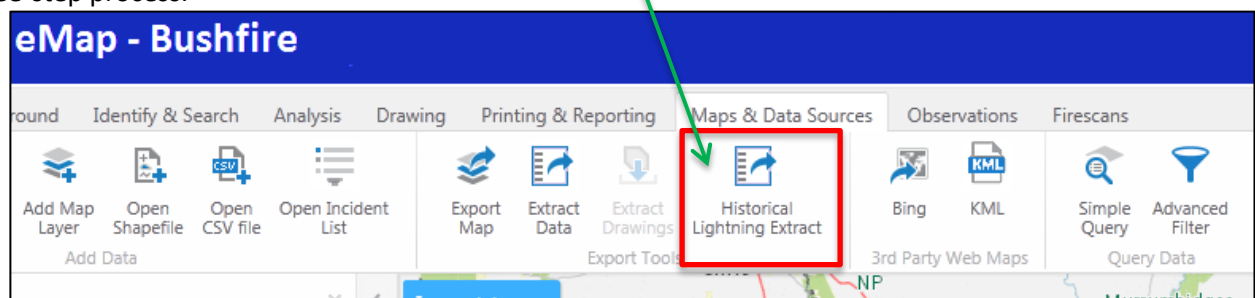 eMap - Bushfire
round Identify & Search Analysis Drawing Printing & Reporting Maps & Data Sources Observations Firescans
Add Map Layer
Open Shapefile
Open CSV file
Open Incident List
Export Map
Extract Data
Extract Drawings
Historical Lightning Extract
Bing
KML
Simple Query
Advanced Filter
Add Data Export Tools 3rd Party Web Maps Query Data
CSV
KML
NP